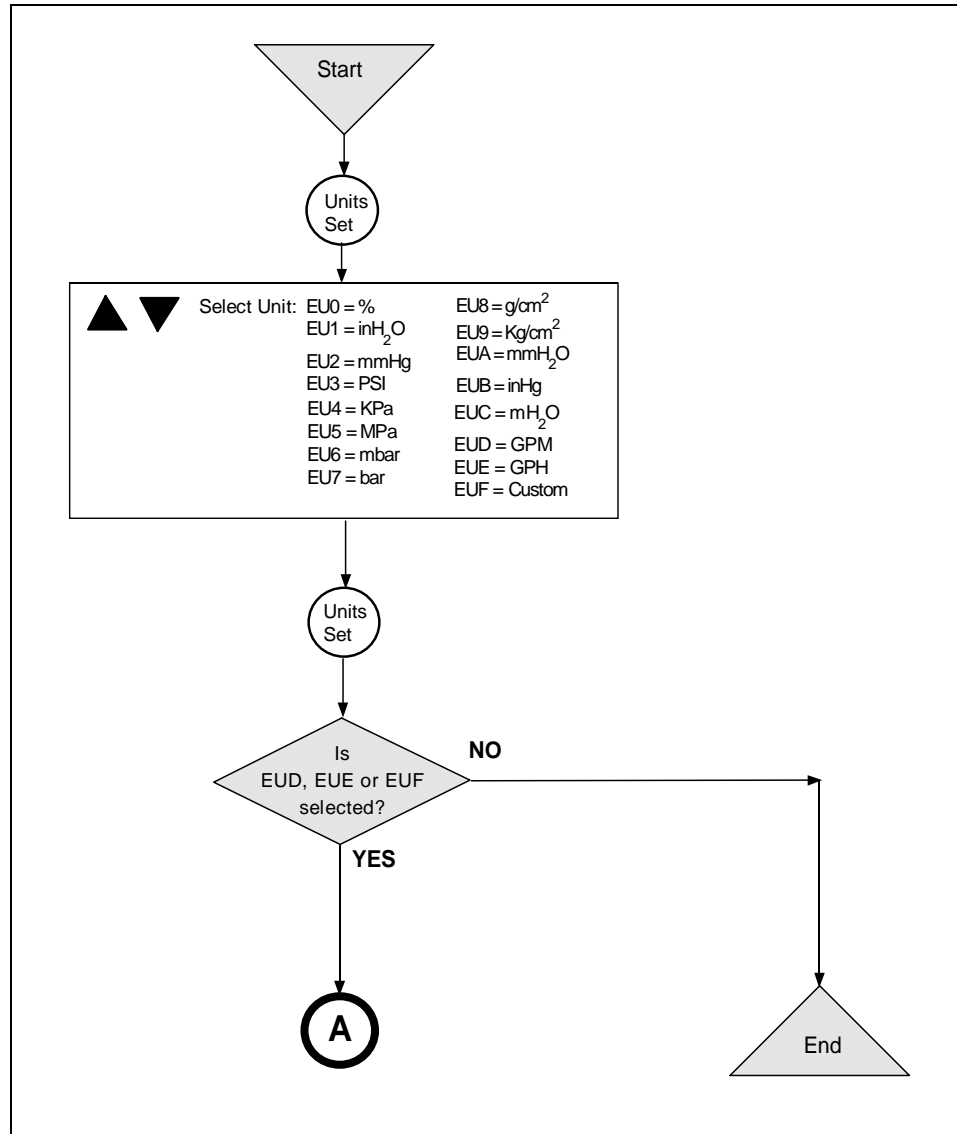 Start
Units
Set
Select Unit:
EU0 = %
EU1 = inH₂O
EU2 = mmHg
EU3 = PSI
EU4 = KPa
EU5 = MPa
EU6 = mbar
EU7 = bar
EU8 = g/cm²
EU9 = Kg/cm²
EUA = mmH₂O
EUB = inHg
EUC = mH₂O
EUD = GPM
EUE = GPH
EUF = Custom
Units
Set
Is
EUD, EUE or EUF
selected?
NO
YES
A
End